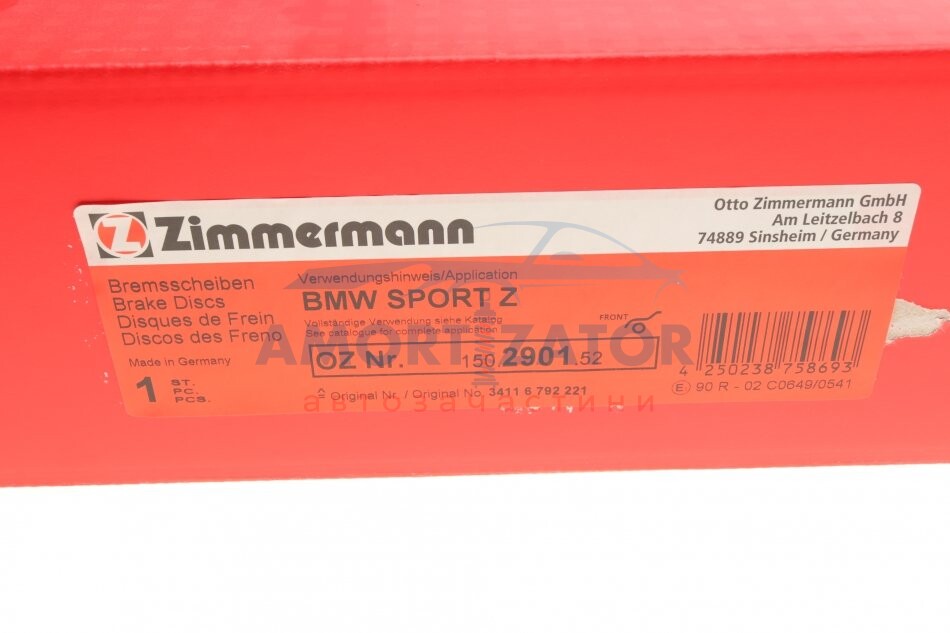 Z Zimmermann
Otto Zimmermann GmbH
Am Leitzelbach 8
74889 Sinsheim / Germany
Bremsscheiben
Brake Discs
Disques de Frein
Discos des Freno
Made in Germany
1 ST.
PC.
PCS.
Verwendungshinweis/Application
BMW SPORT Z
Vollständige Verwendung siehe Katalog
See catalogue for complete application
FRONT
OZ Nr. 150.2901.52
≙ Original Nr. / Original No. 3411 6 792 221
4 250238 758693
E 90 R - 02 C0649/0541
AMORTIZATOR
автозапчастини